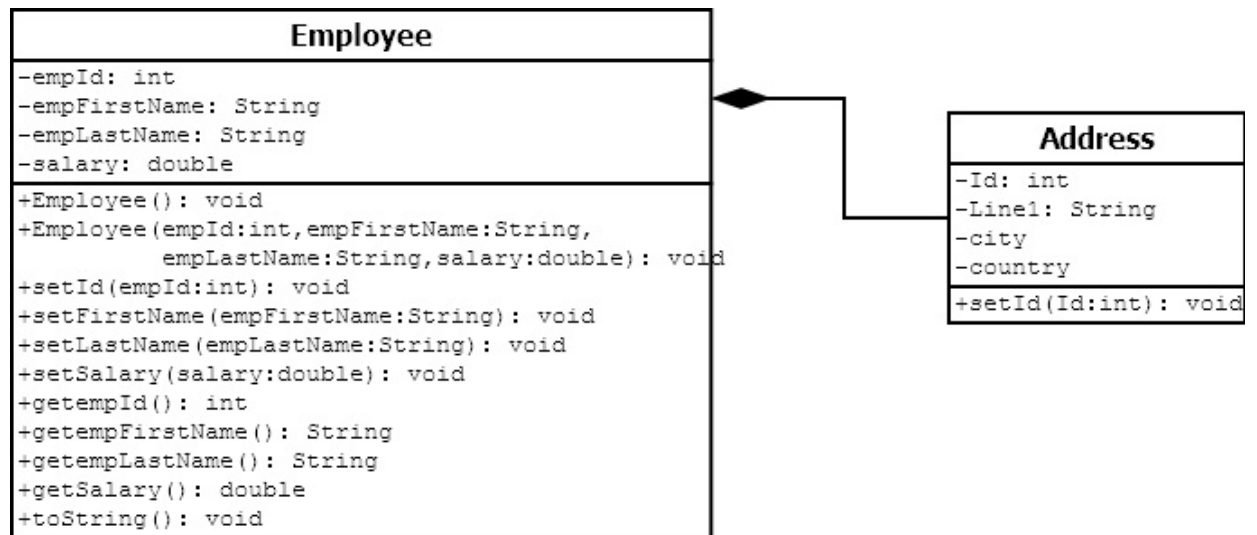 Employee
-empId: int
-empFirstName: String
-empLastName: String
-salary: double
+Employee(): void
+Employee(empId:int,empFirstName:String,
empLastName:String,salary:double): void
+setId(empId:int): void
+setFirstName(empFirstName:String): void
+setLastName(empLastName:String): void
+setSalary(salary:double): void
+getempId(): int
+getempFirstName(): String
+getempLastName(): String
+getSalary(): double
+toString(): void
Address
-Id: int
-Line1: String
-city
-country
+setId(Id:int): void